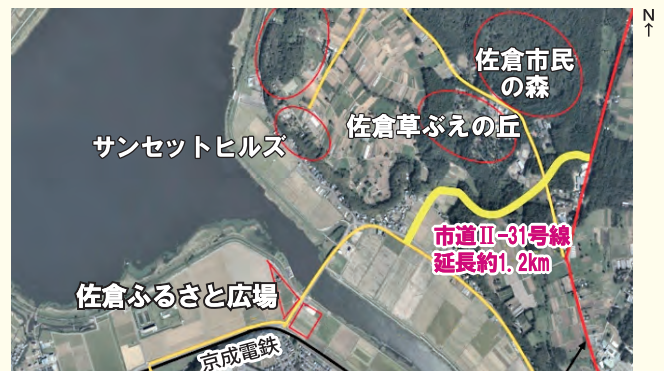 N
佐倉市民
の森
佐倉草ぶえの丘
サンセットヒルズ
市道Ⅱ-31号線
延長約1.2km
佐倉ふるさと広場
京成電鉄